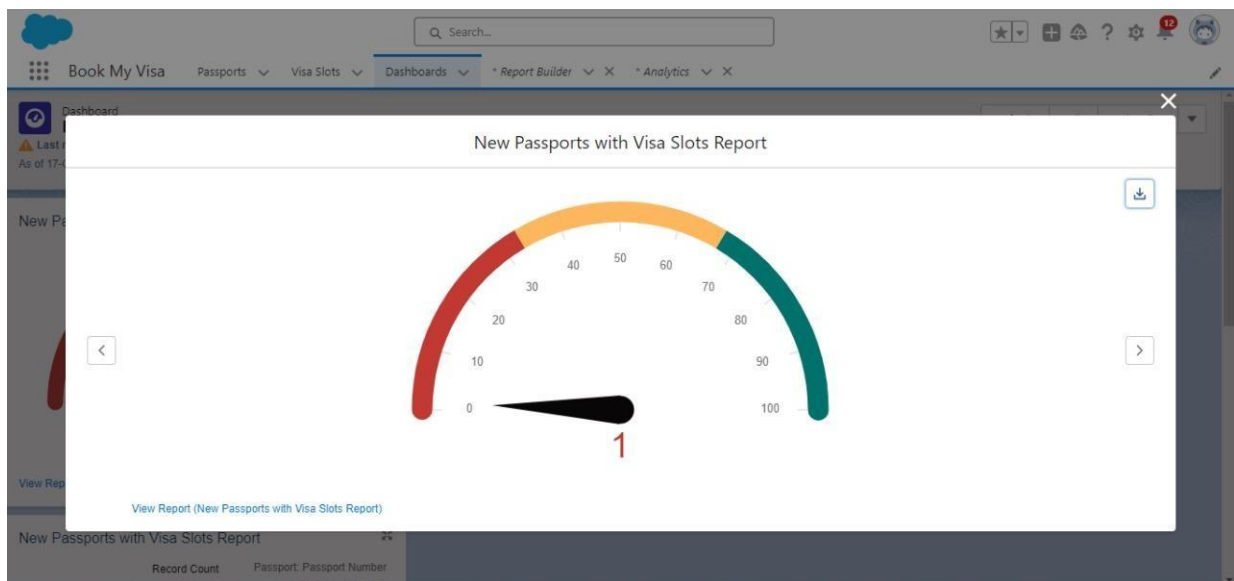 Search...
12
Book My Visa Passports Visa Slots Dashboards * Report Builder * Analytics
Dashboard
Last
As of 17-
New Passports with Visa Slots Report
New Pa
50
40 60
30 70
20 80
10 90
0 100
1
View Rep
View Report (New Passports with Visa Slots Report)
New Passports with Visa Slots Report
Record Count Passport: Passport Number